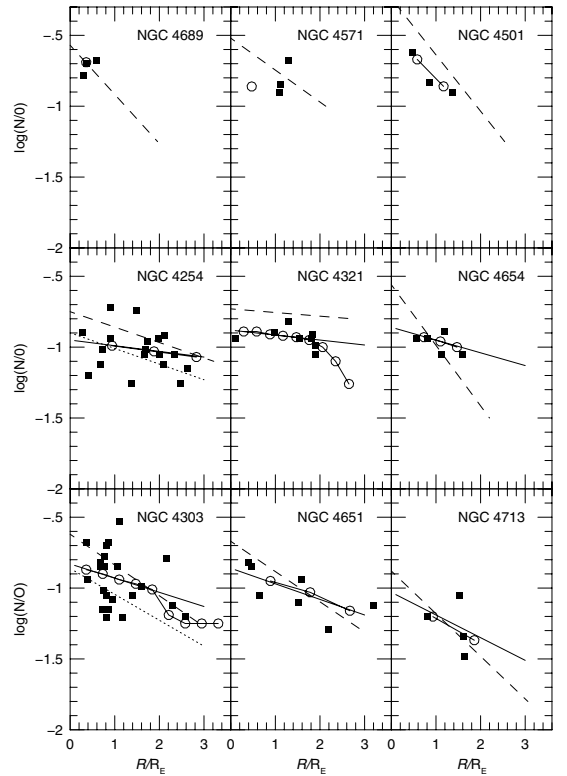 NGC 4689 NGC 4571 NGC 4501
−.5
−1
−1.5
−2
log(N/0)
NGC 4254 NGC 4321 NGC 4654
−.5
−1
−1.5
−2
log(N/0)
NGC 4303 NGC 4651 NGC 4713
−.5
−1
−1.5
−2
log(N/O)
0 1 2 3 0 1 2 3 0 1 2 3
R/R_E R/R_E R/R_E